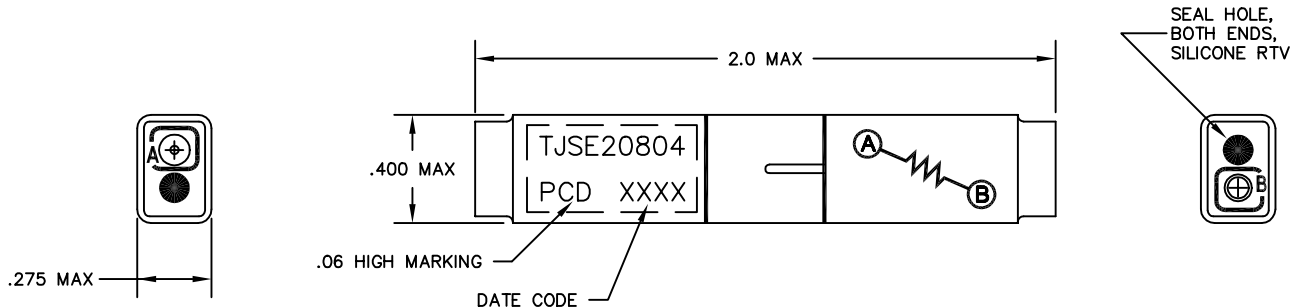 SEAL HOLE,
BOTH ENDS,
SILICONE RTV
2.0 MAX
A
.400 MAX
TJSE20804
PCD XXXX
A
B
B
.06 HIGH MARKING
.275 MAX
DATE CODE